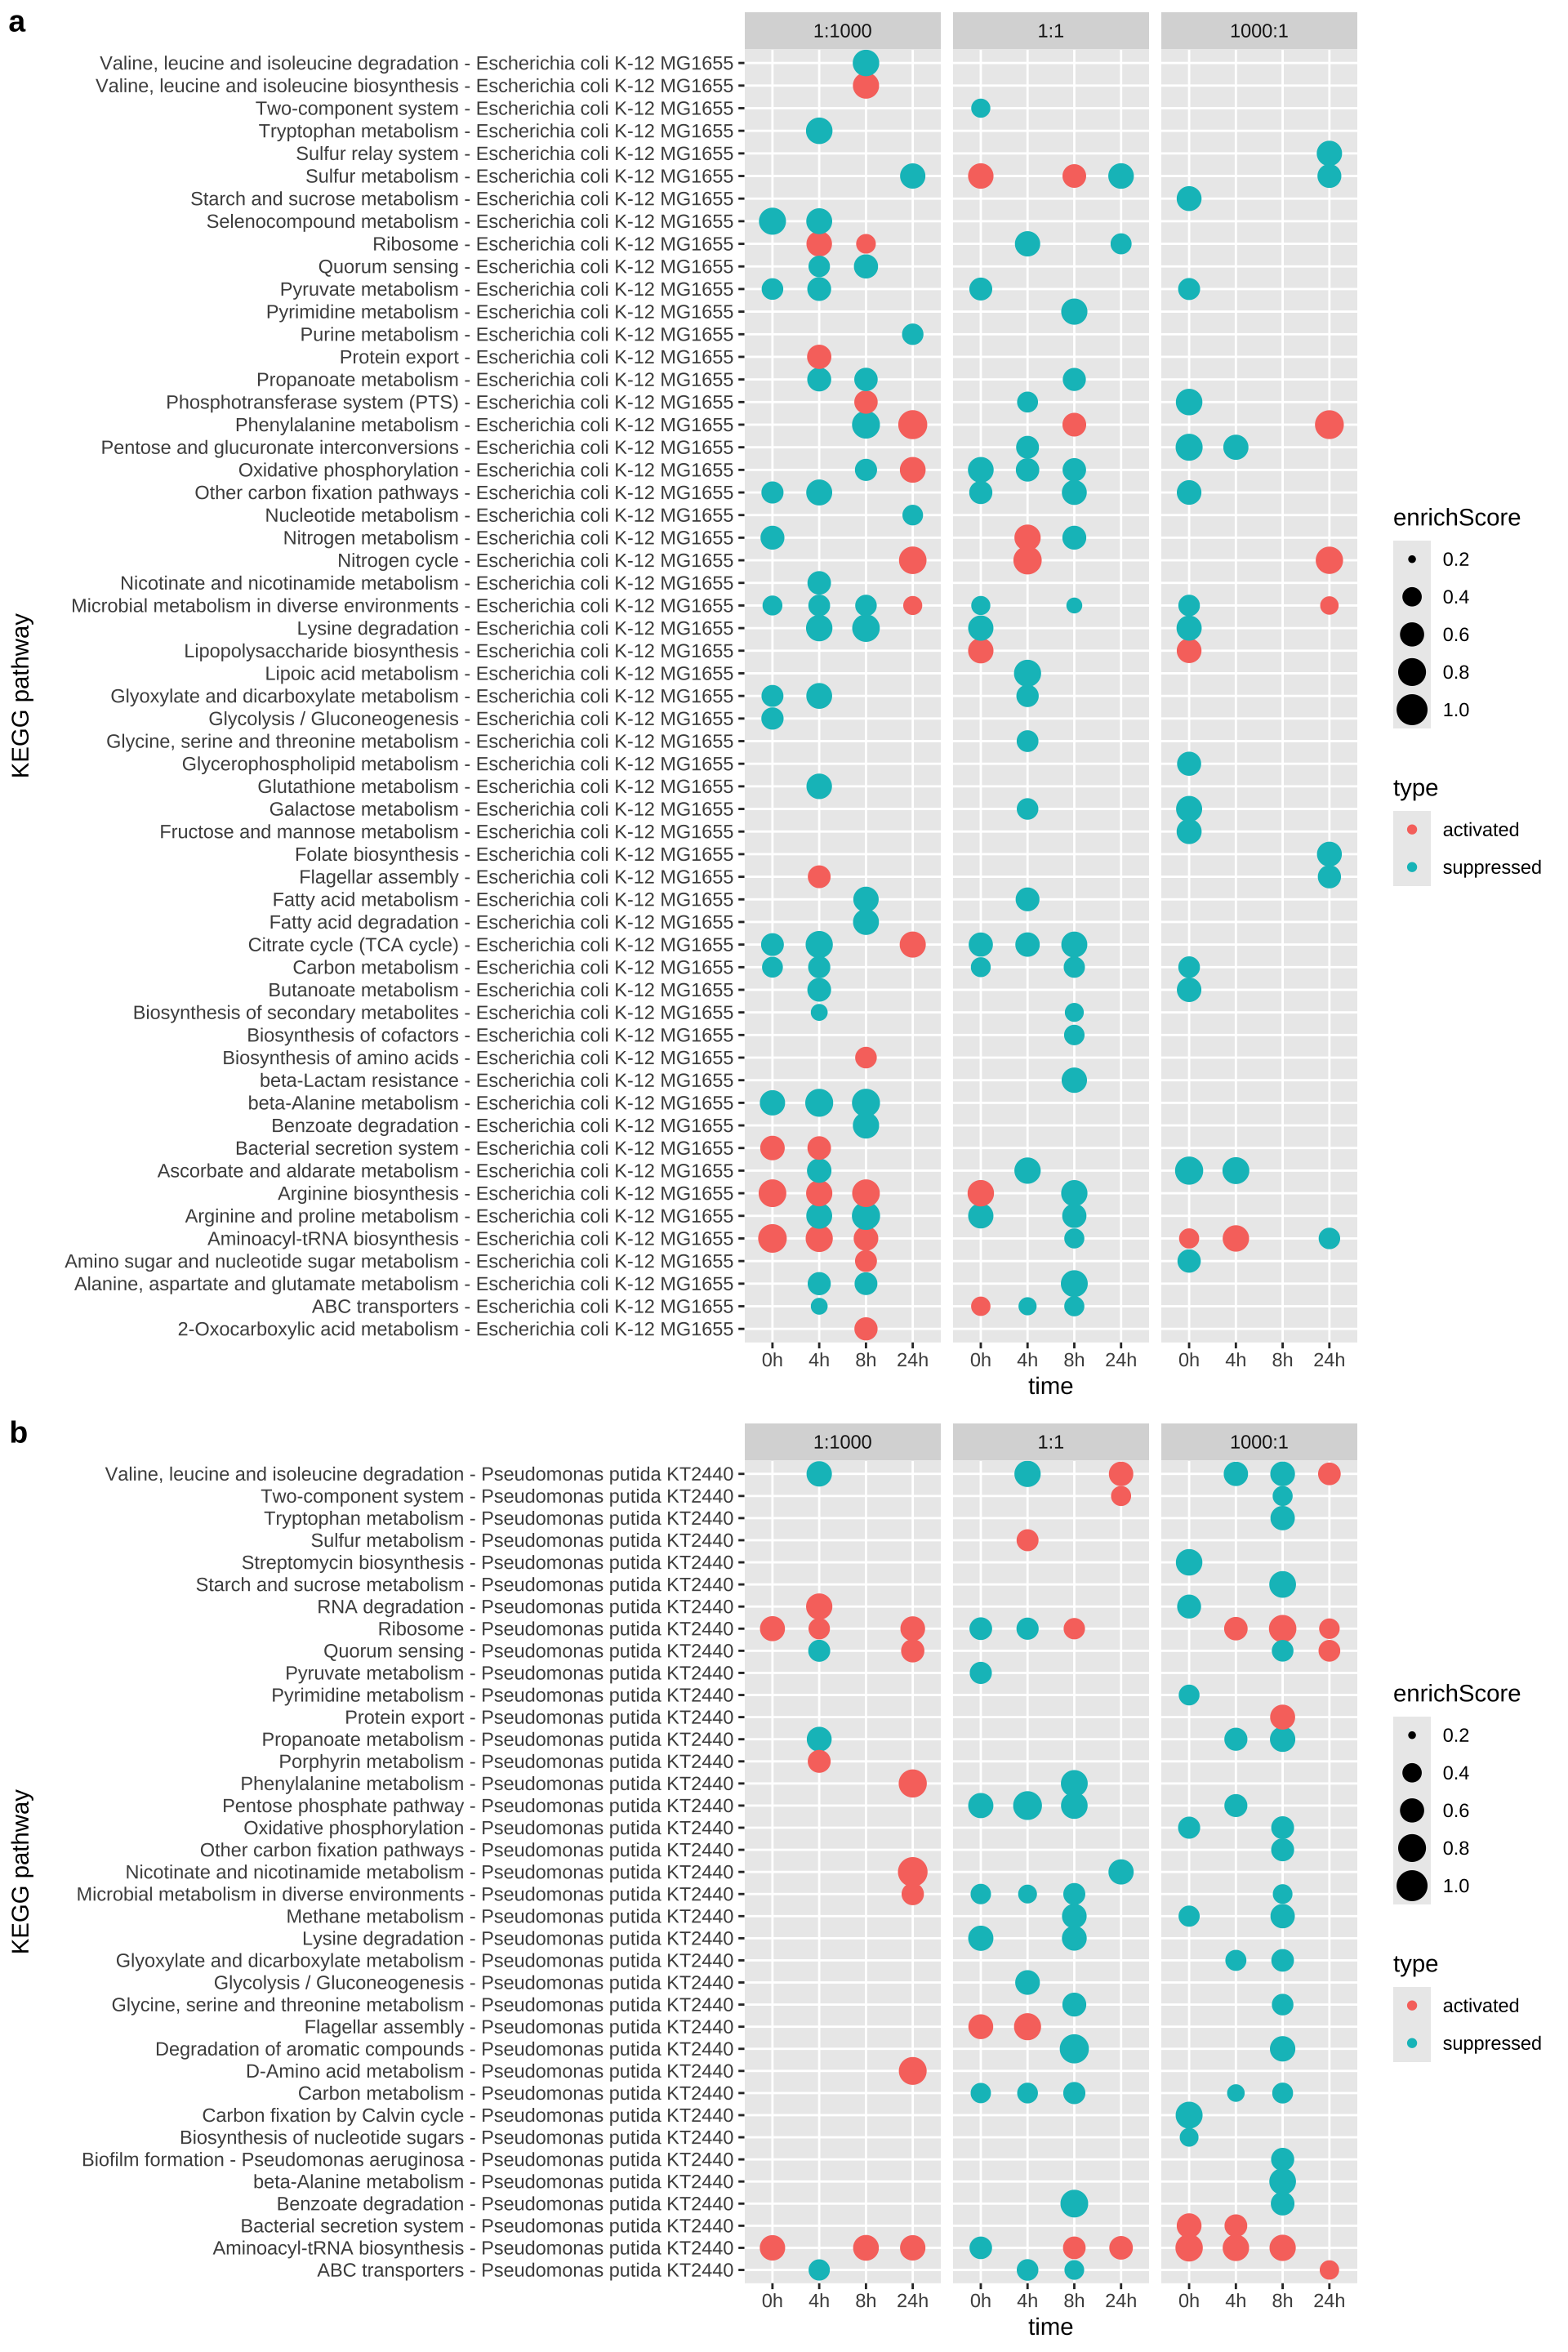 a
1:1000 1:1 1000:1
Valine, leucine and isoleucine degradation - Escherichia coli K-12 MG1655
Valine, leucine and isoleucine biosynthesis - Escherichia coli K-12 MG1655
Two-component system - Escherichia coli K-12 MG1655
Tryptophan metabolism - Escherichia coli K-12 MG1655
Sulfur relay system - Escherichia coli K-12 MG1655
Sulfur metabolism - Escherichia coli K-12 MG1655
Starch and sucrose metabolism - Escherichia coli K-12 MG1655
Selenocompound metabolism - Escherichia coli K-12 MG1655
Ribosome - Escherichia coli K-12 MG1655
Quorum sensing - Escherichia coli K-12 MG1655
Pyruvate metabolism - Escherichia coli K-12 MG1655
Pyrimidine metabolism - Escherichia coli K-12 MG1655
Purine metabolism - Escherichia coli K-12 MG1655
Protein export - Escherichia coli K-12 MG1655
Propanoate metabolism - Escherichia coli K-12 MG1655
Phosphotransferase system (PTS) - Escherichia coli K-12 MG1655
Phenylalanine metabolism - Escherichia coli K-12 MG1655
Pentose and glucuronate interconversions - Escherichia coli K-12 MG1655
Oxidative phosphorylation - Escherichia coli K-12 MG1655
Other carbon fixation pathways - Escherichia coli K-12 MG1655
Nucleotide metabolism - Escherichia coli K-12 MG1655
Nitrogen metabolism - Escherichia coli K-12 MG1655
Nitrogen cycle - Escherichia coli K-12 MG1655
Nicotinate and nicotinamide metabolism - Escherichia coli K-12 MG1655
Microbial metabolism in diverse environments - Escherichia coli K-12 MG1655
Lysine degradation - Escherichia coli K-12 MG1655
Lipopolysaccharide biosynthesis - Escherichia coli K-12 MG1655
Lipoic acid metabolism - Escherichia coli K-12 MG1655
Glyoxylate and dicarboxylate metabolism - Escherichia coli K-12 MG1655
Glycolysis / Gluconeogenesis - Escherichia coli K-12 MG1655
Glycine, serine and threonine metabolism - Escherichia coli K-12 MG1655
Glycerophospholipid metabolism - Escherichia coli K-12 MG1655
Glutathione metabolism - Escherichia coli K-12 MG1655
Galactose metabolism - Escherichia coli K-12 MG1655
Fructose and mannose metabolism - Escherichia coli K-12 MG1655
Folate biosynthesis - Escherichia coli K-12 MG1655
Flagellar assembly - Escherichia coli K-12 MG1655
Fatty acid metabolism - Escherichia coli K-12 MG1655
Fatty acid degradation - Escherichia coli K-12 MG1655
Citrate cycle (TCA cycle) - Escherichia coli K-12 MG1655
Carbon metabolism - Escherichia coli K-12 MG1655
Butanoate metabolism - Escherichia coli K-12 MG1655
Biosynthesis of secondary metabolites - Escherichia coli K-12 MG1655
Biosynthesis of cofactors - Escherichia coli K-12 MG1655
Biosynthesis of amino acids - Escherichia coli K-12 MG1655
beta-Lactam resistance - Escherichia coli K-12 MG1655
beta-Alanine metabolism - Escherichia coli K-12 MG1655
Benzoate degradation - Escherichia coli K-12 MG1655
Bacterial secretion system - Escherichia coli K-12 MG1655
Ascorbate and aldarate metabolism - Escherichia coli K-12 MG1655
Arginine biosynthesis - Escherichia coli K-12 MG1655
Arginine and proline metabolism - Escherichia coli K-12 MG1655
Aminoacyl-tRNA biosynthesis - Escherichia coli K-12 MG1655
Amino sugar and nucleotide sugar metabolism - Escherichia coli K-12 MG1655
Alanine, aspartate and glutamate metabolism - Escherichia coli K-12 MG1655
ABC transporters - Escherichia coli K-12 MG1655
2-Oxocarboxylic acid metabolism - Escherichia coli K-12 MG1655
KEGG pathway
0h 4h 8h 24h 0h 4h 8h 24h 0h 4h 8h 24h
time
enrichScore
0.2
0.4
0.6
0.8
1.0
type
activated
suppressed
b
1:1000 1:1 1000:1
Valine, leucine and isoleucine degradation - Pseudomonas putida KT2440
Two-component system - Pseudomonas putida KT2440
Tryptophan metabolism - Pseudomonas putida KT2440
Sulfur metabolism - Pseudomonas putida KT2440
Streptomycin biosynthesis - Pseudomonas putida KT2440
Starch and sucrose metabolism - Pseudomonas putida KT2440
RNA degradation - Pseudomonas putida KT2440
Ribosome - Pseudomonas putida KT2440
Quorum sensing - Pseudomonas putida KT2440
Pyruvate metabolism - Pseudomonas putida KT2440
Pyrimidine metabolism - Pseudomonas putida KT2440
Protein export - Pseudomonas putida KT2440
Propanoate metabolism - Pseudomonas putida KT2440
Porphyrin metabolism - Pseudomonas putida KT2440
Phenylalanine metabolism - Pseudomonas putida KT2440
Pentose phosphate pathway - Pseudomonas putida KT2440
Oxidative phosphorylation - Pseudomonas putida KT2440
Other carbon fixation pathways - Pseudomonas putida KT2440
Nicotinate and nicotinamide metabolism - Pseudomonas putida KT2440
Microbial metabolism in diverse environments - Pseudomonas putida KT2440
Methane metabolism - Pseudomonas putida KT2440
Lysine degradation - Pseudomonas putida KT2440
Glyoxylate and dicarboxylate metabolism - Pseudomonas putida KT2440
Glycolysis / Gluconeogenesis - Pseudomonas putida KT2440
Glycine, serine and threonine metabolism - Pseudomonas putida KT2440
Flagellar assembly - Pseudomonas putida KT2440
Degradation of aromatic compounds - Pseudomonas putida KT2440
D-Amino acid metabolism - Pseudomonas putida KT2440
Carbon metabolism - Pseudomonas putida KT2440
Carbon fixation by Calvin cycle - Pseudomonas putida KT2440
Biosynthesis of nucleotide sugars - Pseudomonas putida KT2440
Biofilm formation - Pseudomonas aeruginosa - Pseudomonas putida KT2440
beta-Alanine metabolism - Pseudomonas putida KT2440
Benzoate degradation - Pseudomonas putida KT2440
Bacterial secretion system - Pseudomonas putida KT2440
Aminoacyl-tRNA biosynthesis - Pseudomonas putida KT2440
ABC transporters - Pseudomonas putida KT2440
KEGG pathway
0h 4h 8h 24h 0h 4h 8h 24h 0h 4h 8h 24h
time
enrichScore
0.2
0.4
0.6
0.8
1.0
type
activated
suppressed